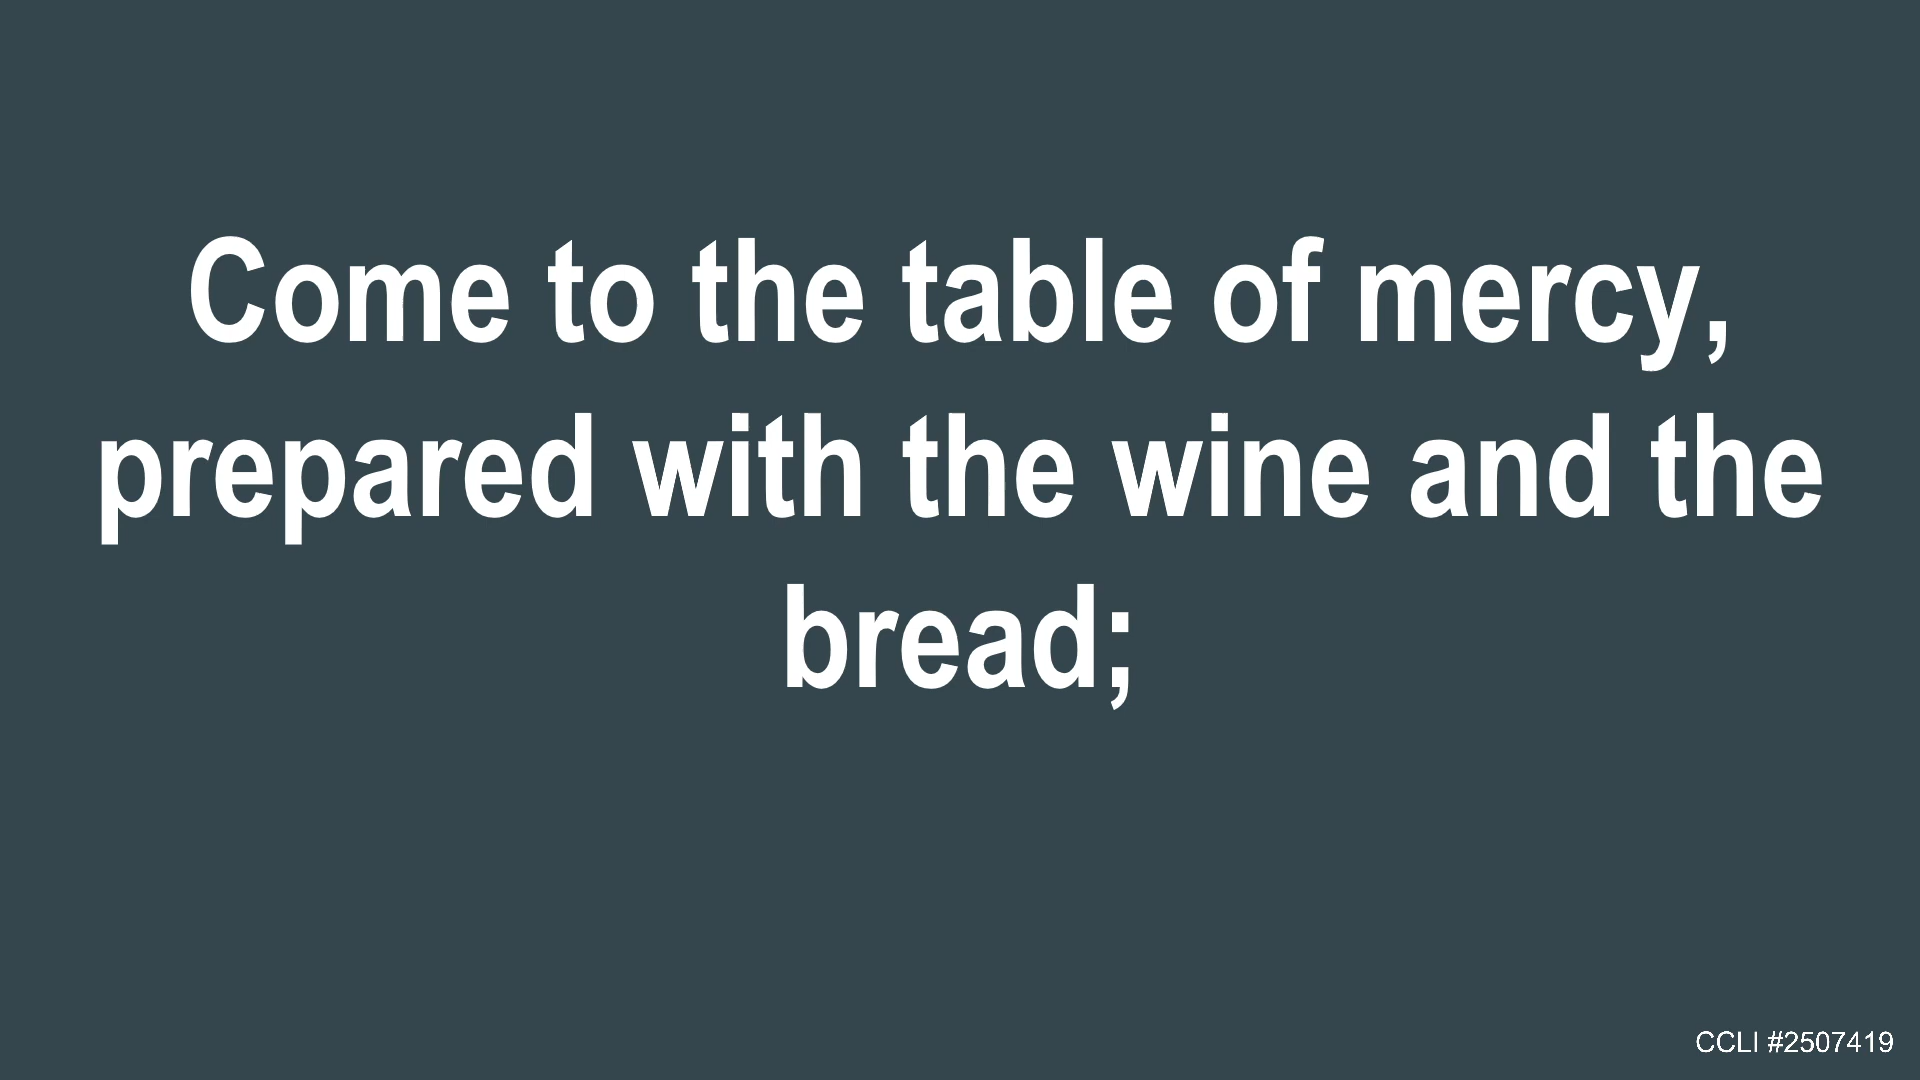 Come to the table of mercy,
prepared with the wine and the
bread;
CCLI #2507419